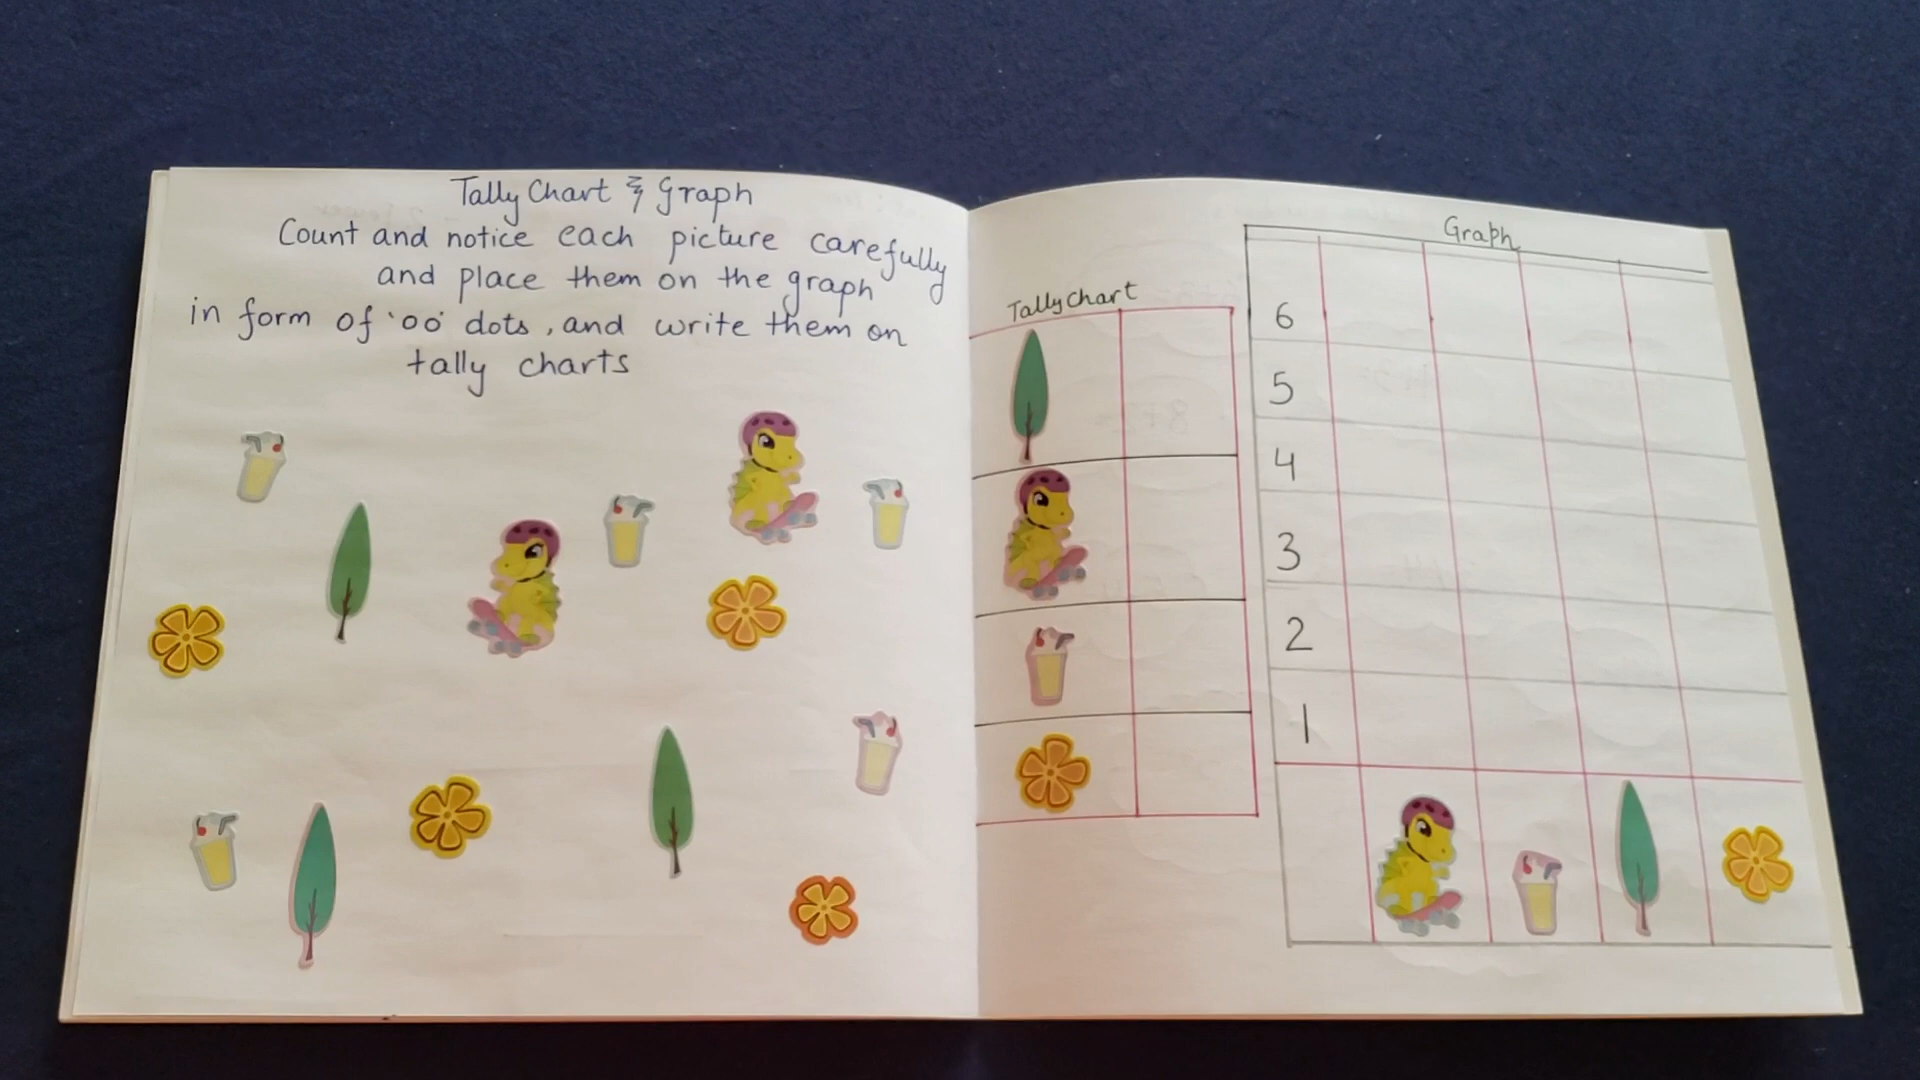 Tally Chart & Graph
Count and notice each picture carefully
and place them on the graph
in form of 'oo' dots, and write them on
tally charts
Tally Chart
Graph
6
5
4
3
2
1